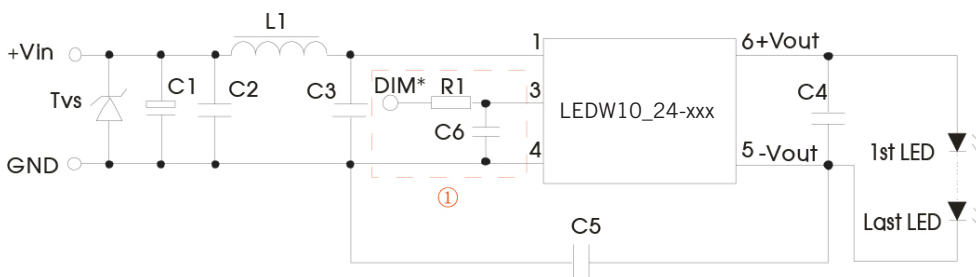 L1
+Vin
1
6+Vout
Tvs
C1
C2
C3
DIM*
R1
3
C6
LEDW10_24-xxx
C4
1st LED
GND
4
5 -Vout
①
C5
Last LED